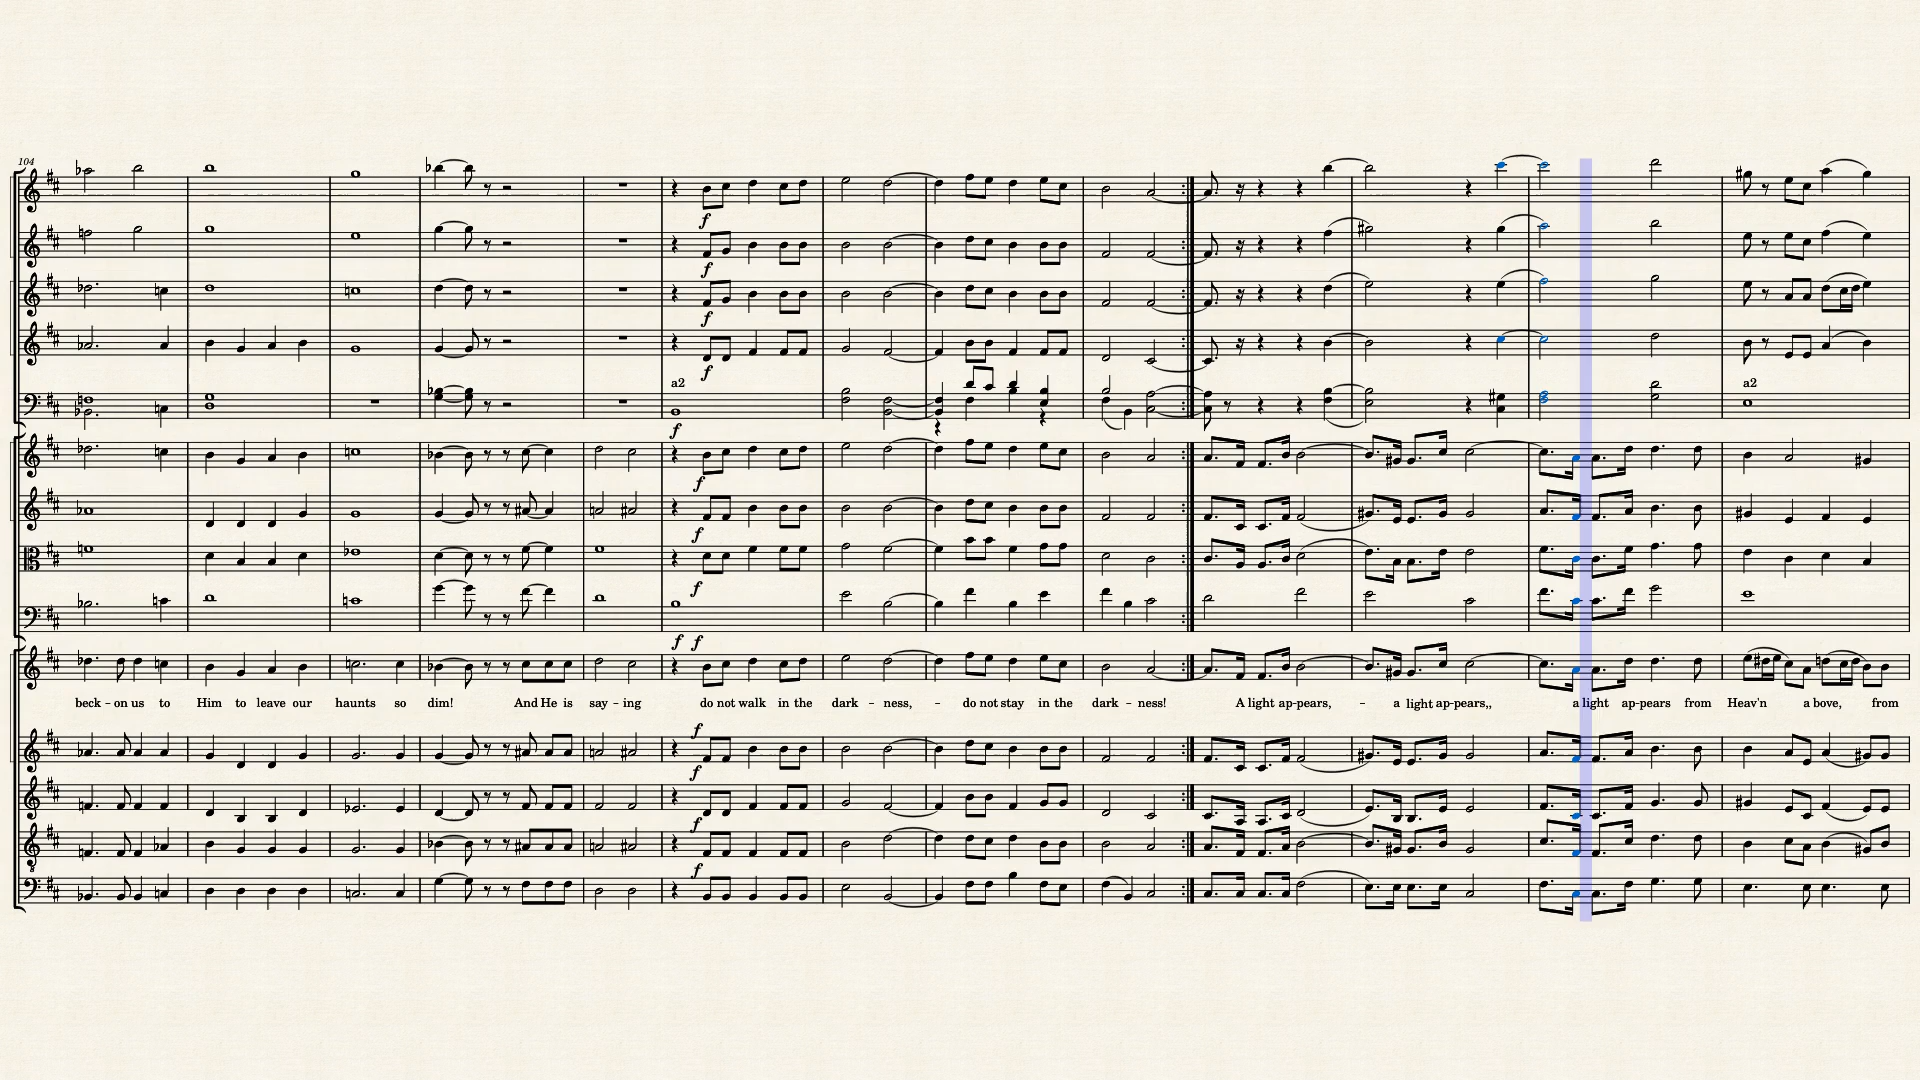 104
f
f
f
f
a2
a2
f
f
f
f
f f
beck - on us to Him to leave our haunts so dim! And He is say - ing do not walk in the dark - ness, - do not stay in the dark - ness! A light ap-pears, - a light ap-pears,, a light ap-pears from Heav'n a bove, from
f
f
f
f